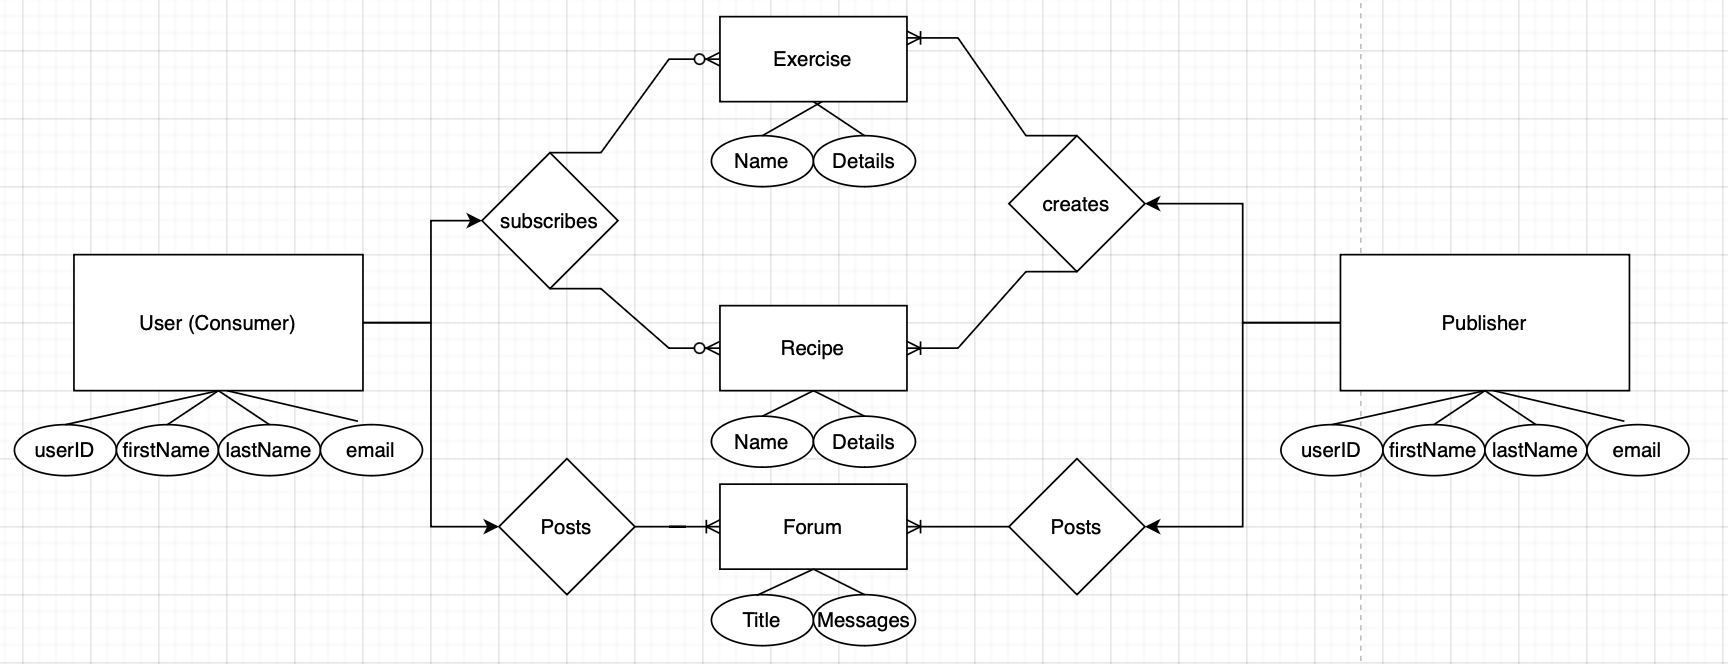 Exercise
Name
Details
subscribes
creates
User (Consumer)
Recipe
Publisher
userID
firstName
lastName
email
Name
Details
userID
firstName
lastName
email
Posts
Forum
Posts
Title
Messages